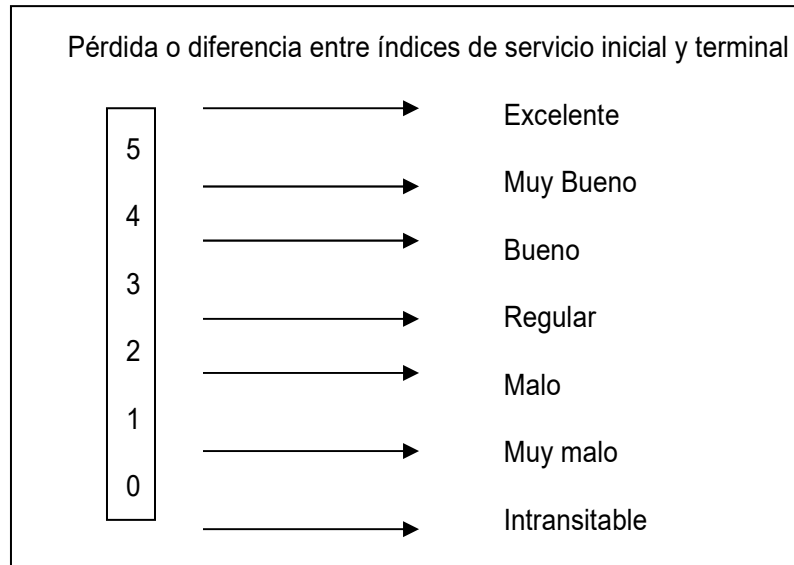 Pérdida o diferencia entre índices de servicio inicial y terminal
Excelente
5
Muy Bueno
4
Bueno
3
Regular
2
Malo
1
Muy malo
0
Intransitable